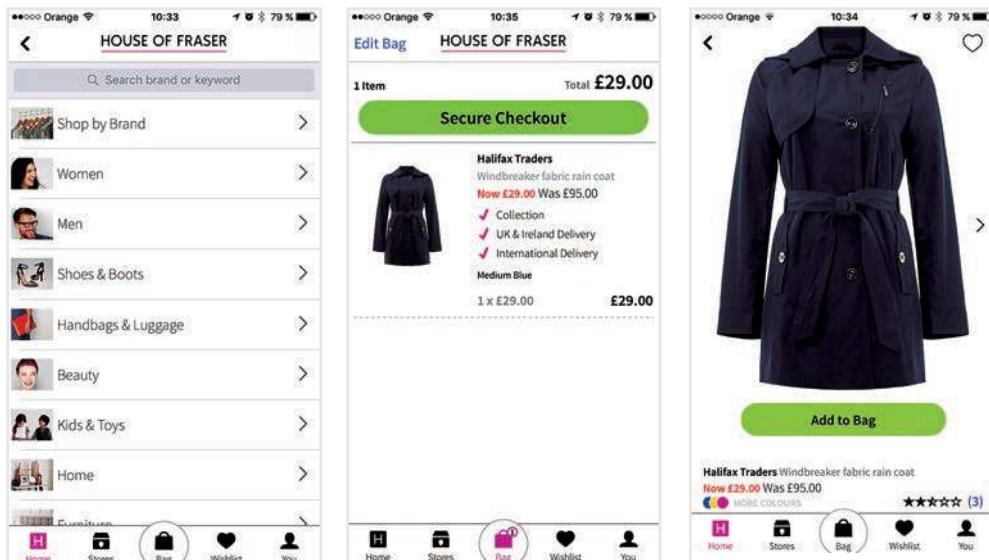 Orange 10:33 79 %
HOUSE OF FRASER
Search brand or keyword
Shop by Brand
Women
Men
Shoes & Boots
Handbags & Luggage
Beauty
Kids & Toys
Home
Furniture
H
Home Stores Bag Wishlist You
Orange 10:35 79 %
Edit Bag HOUSE OF FRASER
1 Item Total £29.00
Secure Checkout
Halifax Traders
Windbreaker fabric rain coat
Now £29.00 Was £95.00
Collection
UK & Ireland Delivery
International Delivery
Medium Blue
1 x £29.00 £29.00
H 1
Home Stores Bag Wishlist You
Orange 10:34 79 %
Add to Bag
Halifax Traders Windbreaker fabric rain coat
Now £29.00 Was £95.00
MORE COLOURS (3)
H
Home Stores Bag Wishlist You